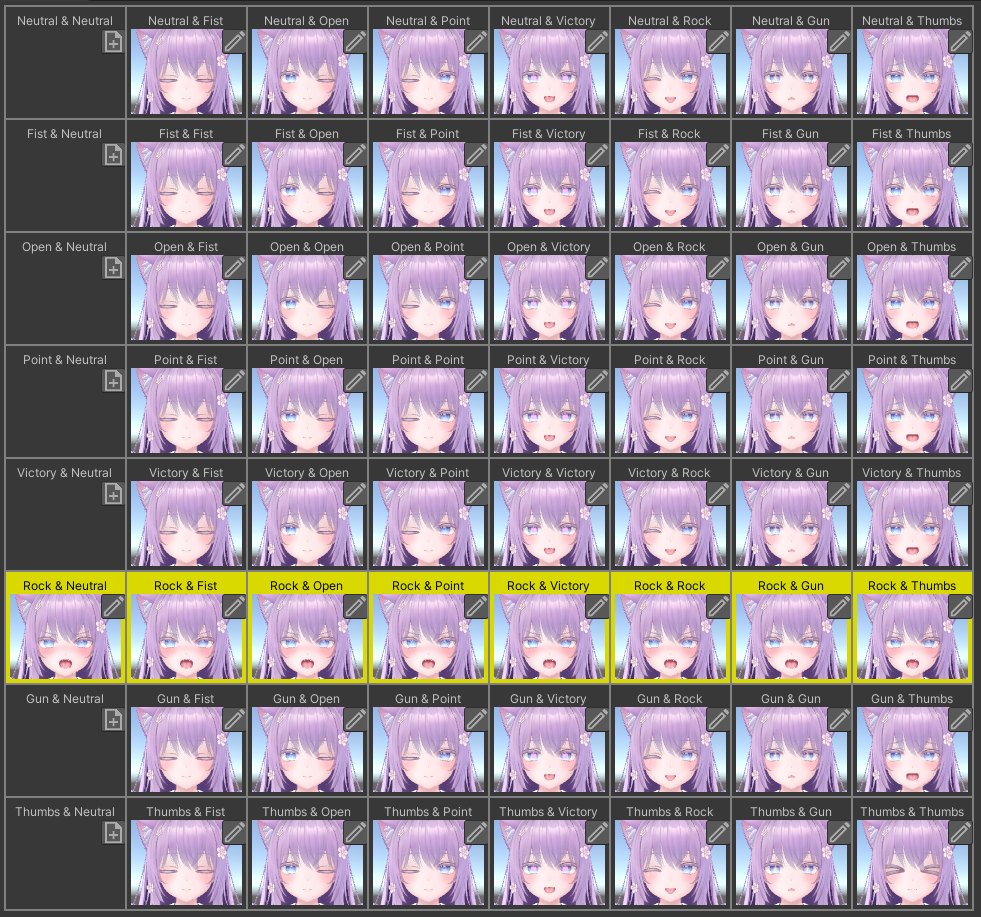 Neutral & Neutral
Neutral & Fist
Neutral & Open
Neutral & Point
Neutral & Victory
Neutral & Rock
Neutral & Gun
Neutral & Thumbs
Fist & Neutral
Fist & Fist
Fist & Open
Fist & Point
Fist & Victory
Fist & Rock
Fist & Gun
Fist & Thumbs
Open & Neutral
Open & Fist
Open & Open
Open & Point
Open & Victory
Open & Rock
Open & Gun
Open & Thumbs
Point & Neutral
Point & Fist
Point & Open
Point & Point
Point & Victory
Point & Rock
Point & Gun
Point & Thumbs
Victory & Neutral
Victory & Fist
Victory & Open
Victory & Point
Victory & Victory
Victory & Rock
Victory & Gun
Victory & Thumbs
Rock & Neutral
Rock & Fist
Rock & Open
Rock & Point
Rock & Victory
Rock & Rock
Rock & Gun
Rock & Thumbs
Gun & Neutral
Gun & Fist
Gun & Open
Gun & Point
Gun & Victory
Gun & Rock
Gun & Gun
Gun & Thumbs
Thumbs & Neutral
Thumbs & Fist
Thumbs & Open
Thumbs & Point
Thumbs & Victory
Thumbs & Rock
Thumbs & Gun
Thumbs & Thumbs